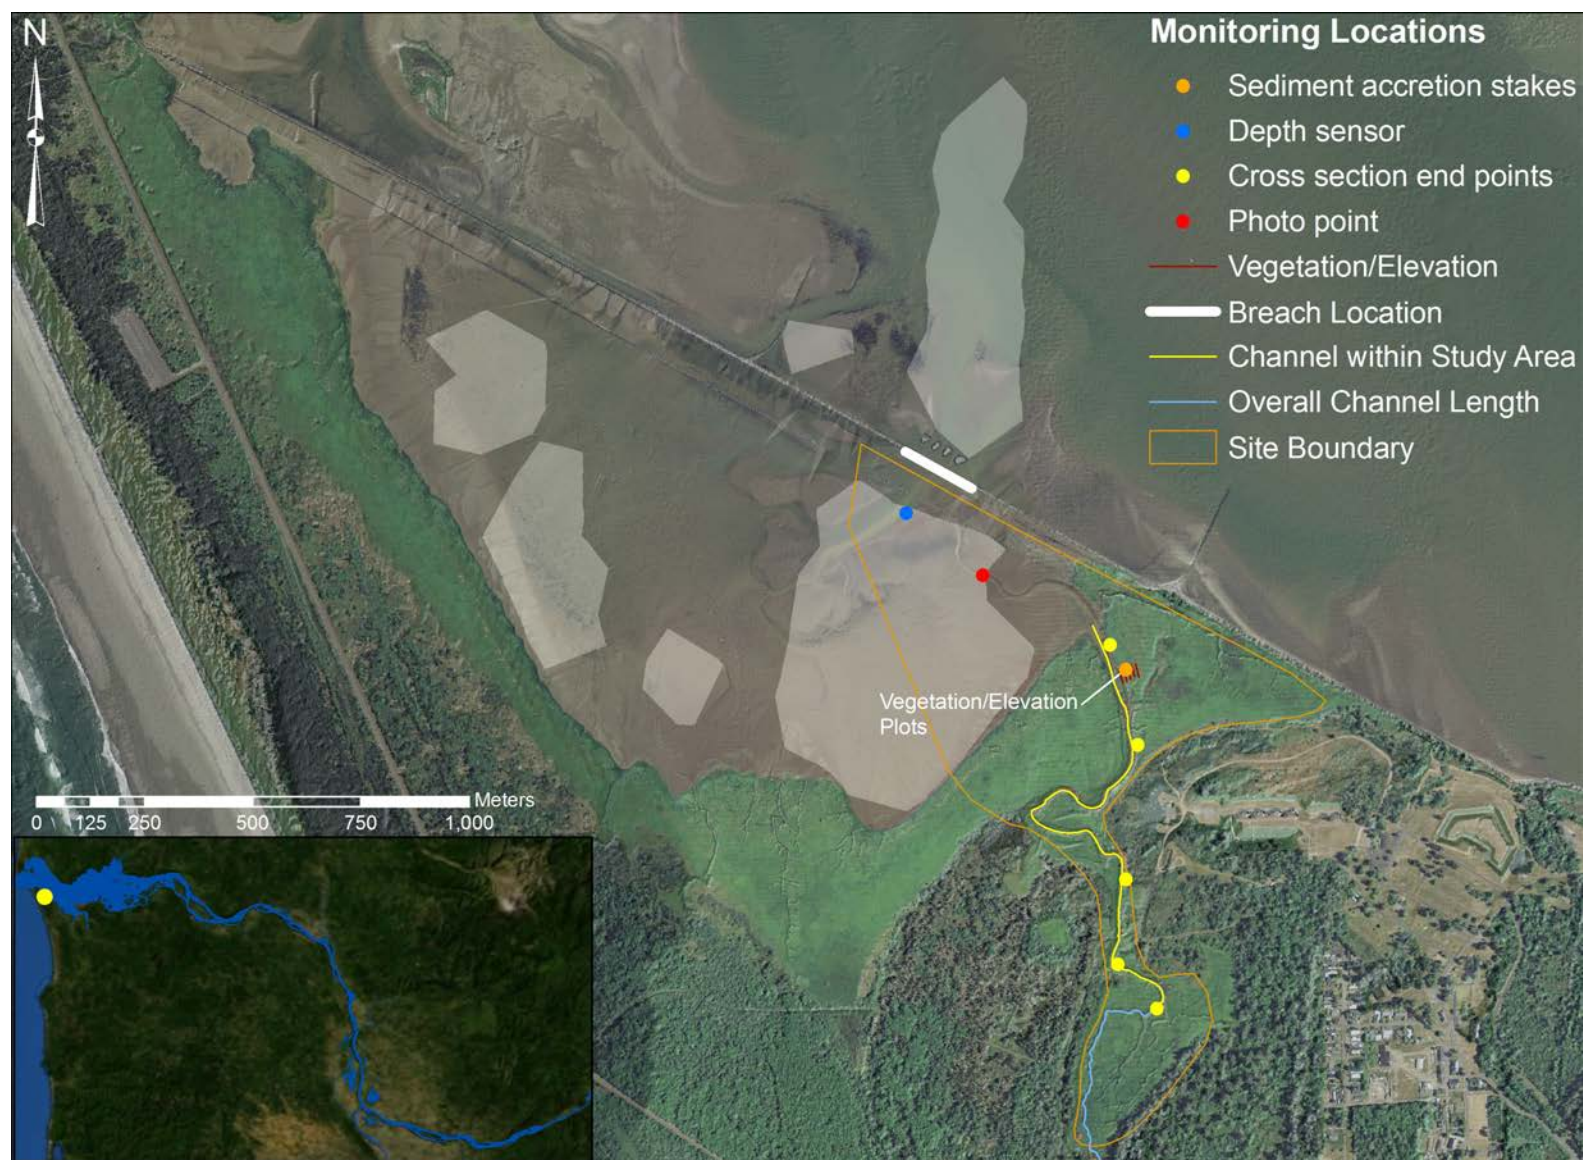 N
Monitoring Locations
Sediment accretion stakes
Depth sensor
Cross section end points
Photo point
Vegetation/Elevation
Breach Location
Channel within Study Area
Overall Channel Length
Site Boundary
Vegetation/Elevation
Plots
Meters
0 125 250 500 750 1,000